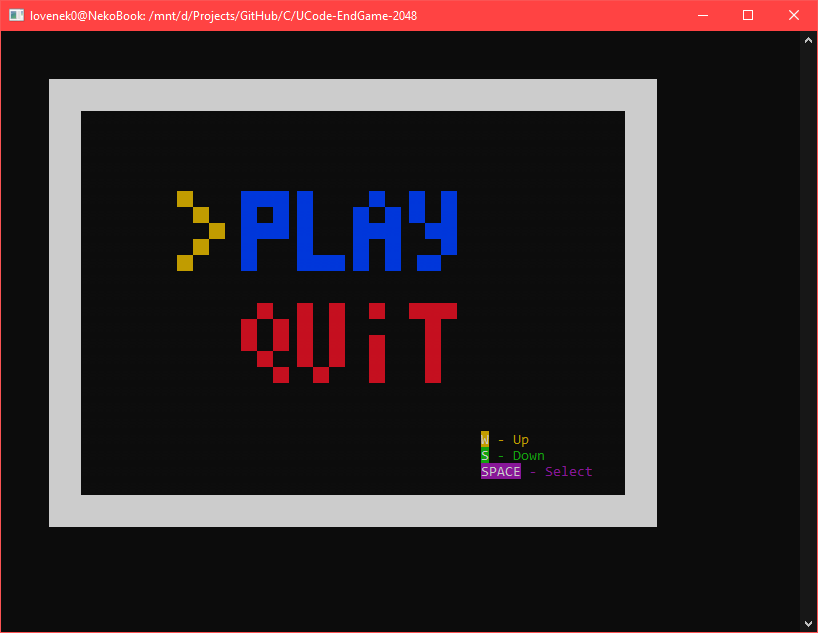 lovenek0@NekoBook: /mnt/d/Projects/GitHub/C/UCode-EndGame-2048
>PLAY
QUiT
W - Up
S - Down
SPACE - Select